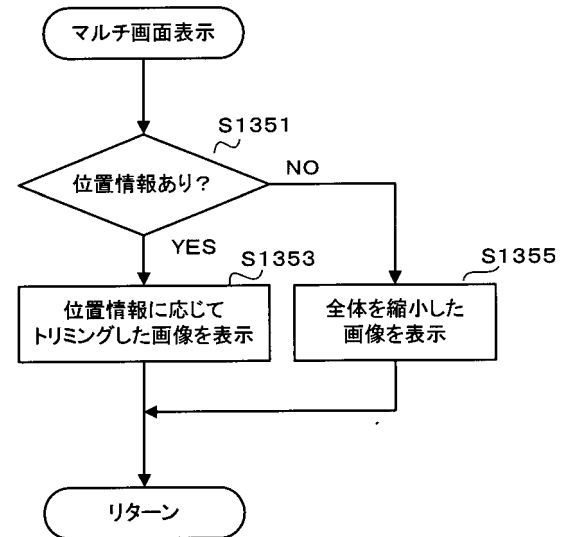 マルチ画面表示
S1351
位置情報あり?
NO
YES
S1353
S1355
位置情報に応じて
トリミングした画像を表示
全体を縮小した
画像を表示
リターン